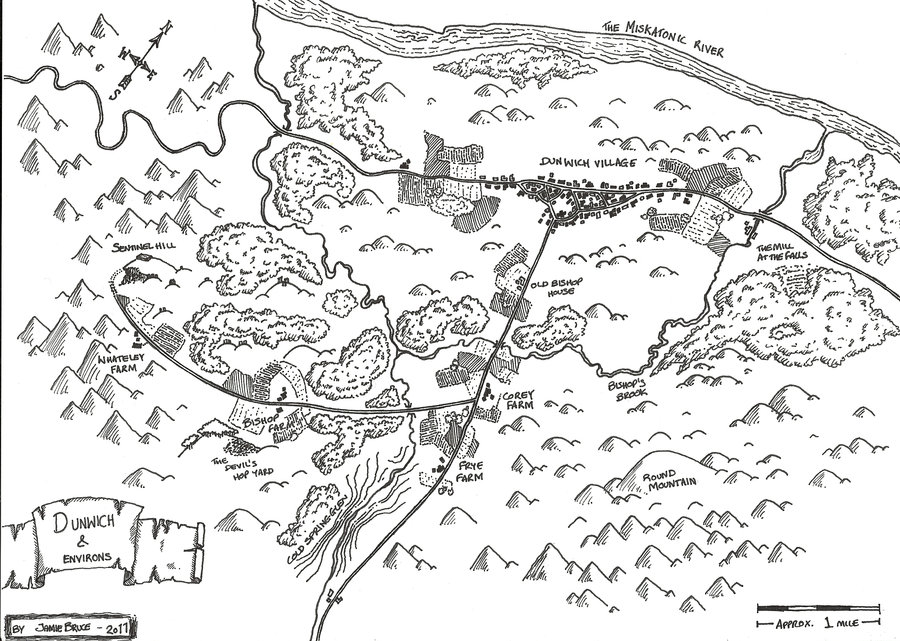 THE MISKATONIC RIVER
N
W
E
S
DUNWICH VILLAGE
SENTINEL HILL
THE MILL
AT THE FALLS
OLD BISHOP
HOUSE
WHATELEY
FARM
BISHOP'S
BROOK
COREY
FARM
BISHOP
FARM
THE
DEVIL'S
HOP YARD
FRYE
FARM
ROUND
MOUNTAIN
COLD SPRING GLEN
DUNWICH
&
ENVIRONS
BY JAMIE BRUCE - 2011
APPROX. 1 MILE